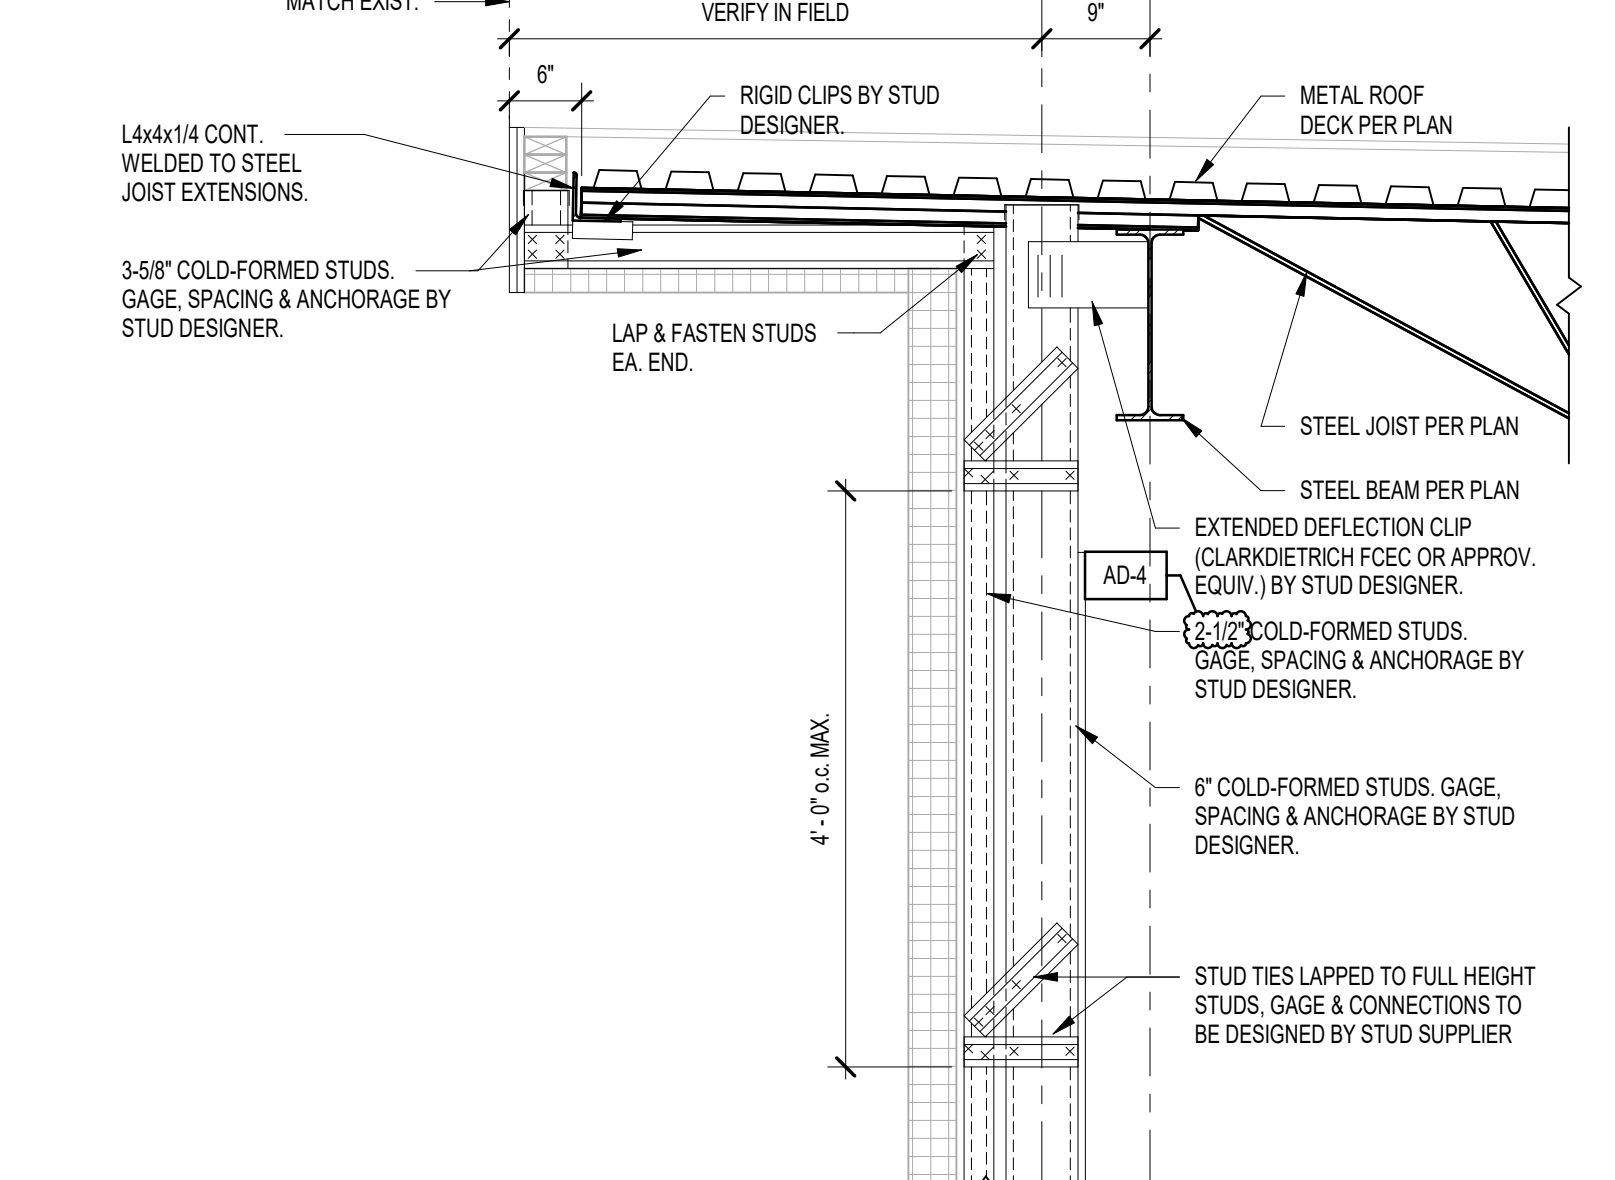 MATCH EXIST.
VERIFY IN FIELD
9"
6"
RIGID CLIPS BY STUD
DESIGNER.
METAL ROOF
DECK PER PLAN
L4x4x1/4 CONT.
WELDED TO STEEL
JOIST EXTENSIONS.
3-5/8" COLD-FORMED STUDS.
GAGE, SPACING & ANCHORAGE BY
STUD DESIGNER.
LAP & FASTEN STUDS
EA. END.
STEEL JOIST PER PLAN
STEEL BEAM PER PLAN
EXTENDED DEFLECTION CLIP
(CLARKDIETRICH FCEC OR APPROV.
EQUIV.) BY STUD DESIGNER.
AD-4
2-1/2" COLD-FORMED STUDS.
GAGE, SPACING & ANCHORAGE BY
STUD DESIGNER.
4' - 0" o.c. MAX.
6" COLD-FORMED STUDS. GAGE,
SPACING & ANCHORAGE BY STUD
DESIGNER.
STUD TIES LAPPED TO FULL HEIGHT
STUDS, GAGE & CONNECTIONS TO
BE DESIGNED BY STUD SUPPLIER